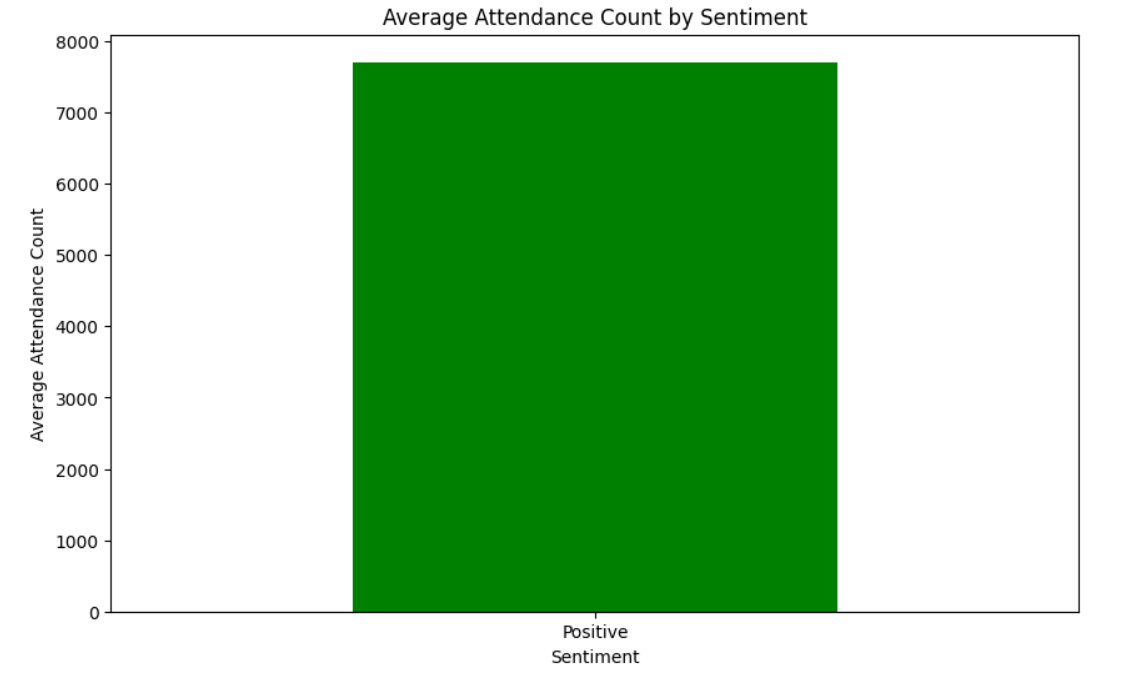 Average Attendance Count by Sentiment
Average Attendance Count
8000
7000
6000
5000
4000
3000
2000
1000
0
Positive
Sentiment